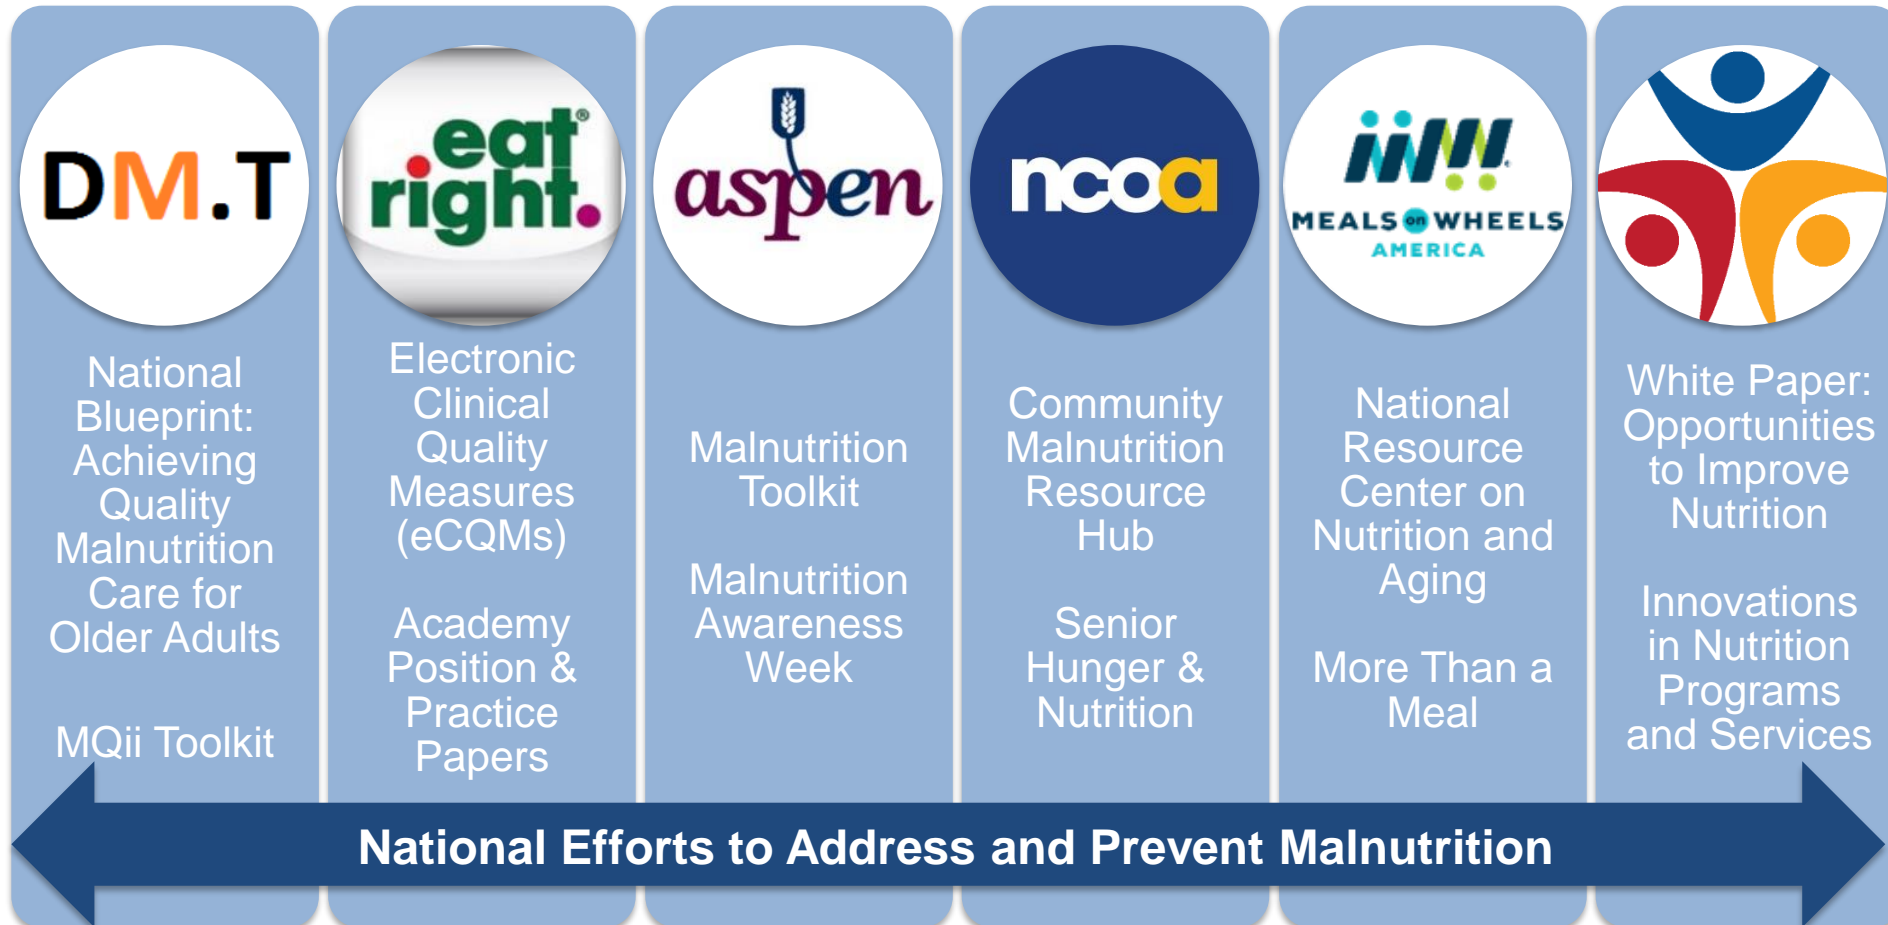 DM.T
National
Blueprint:
Achieving
Quality
Malnutrition
Care for
Older Adults
MQii Toolkit
eat®
right.
Electronic
Clinical
Quality
Measures
(eCQMs)
Academy
Position &
Practice
Papers
aspen
Malnutrition
Toolkit
Malnutrition
Awareness
Week
ncoa
Community
Malnutrition
Resource
Hub
Senior
Hunger &
Nutrition
MEALS on WHEELS
AMERICA
National
Resource
Center on
Nutrition and
Aging
More Than a
Meal
White Paper:
Opportunities
to Improve
Nutrition
Innovations
in Nutrition
Programs
and Services
National Efforts to Address and Prevent Malnutrition